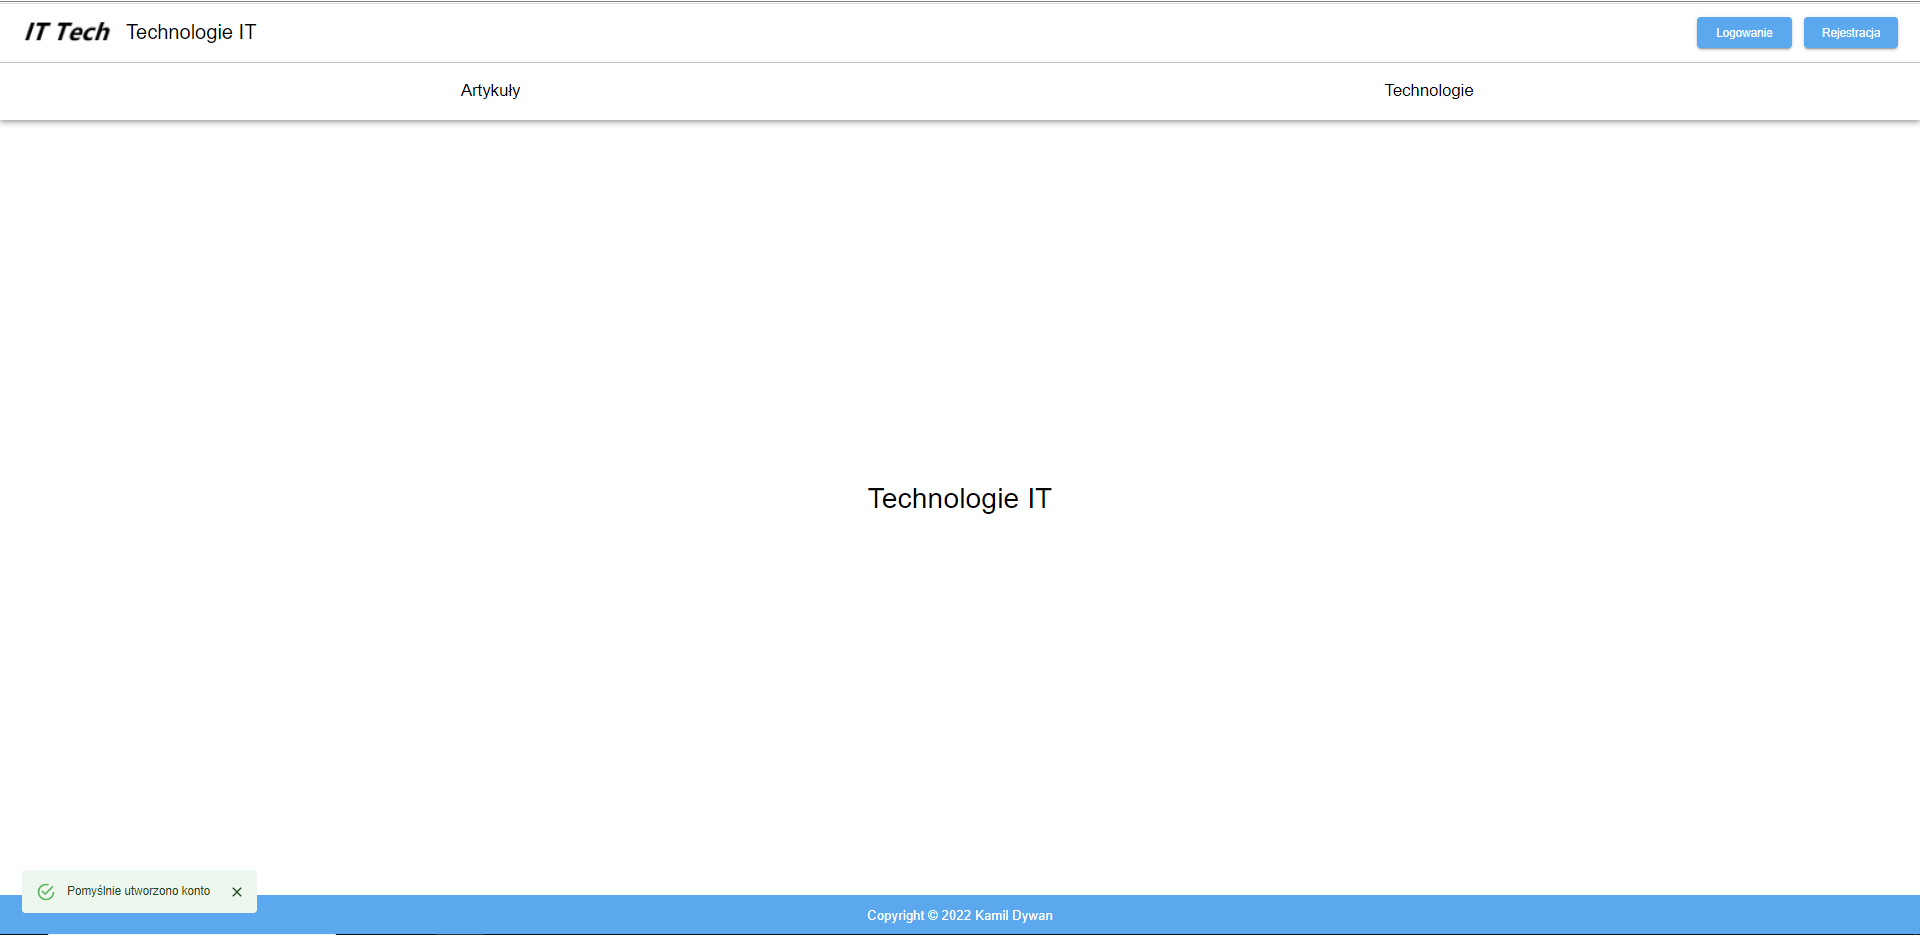 IT Tech Technologie IT Logowanie Rejestracja
Artykuły Technologie
Technologie IT
Pomyślnie utworzono konto
Copyright © 2022 Kamil Dywan